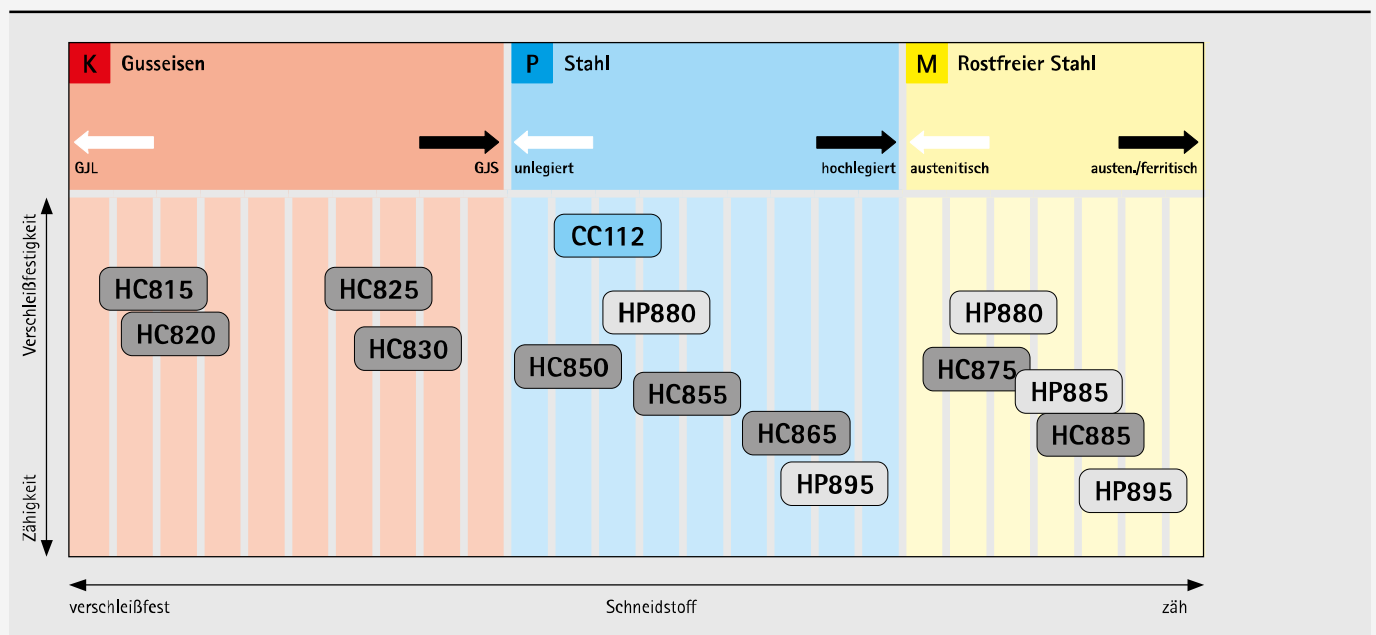 K Gusseisen
P Stahl
M Rostfreier Stahl
GJL
GJS
unlegiert
hochlegiert
austenitisch
austen./ferritisch
Verschleißfestigkeit
Zähigkeit
HC815
HC820
HC825
HC830
CC112
HP880
HC850
HC855
HC865
HP895
HP880
HC875
HP885
HC885
HP895
verschleißfest
Schneidstoff
zäh